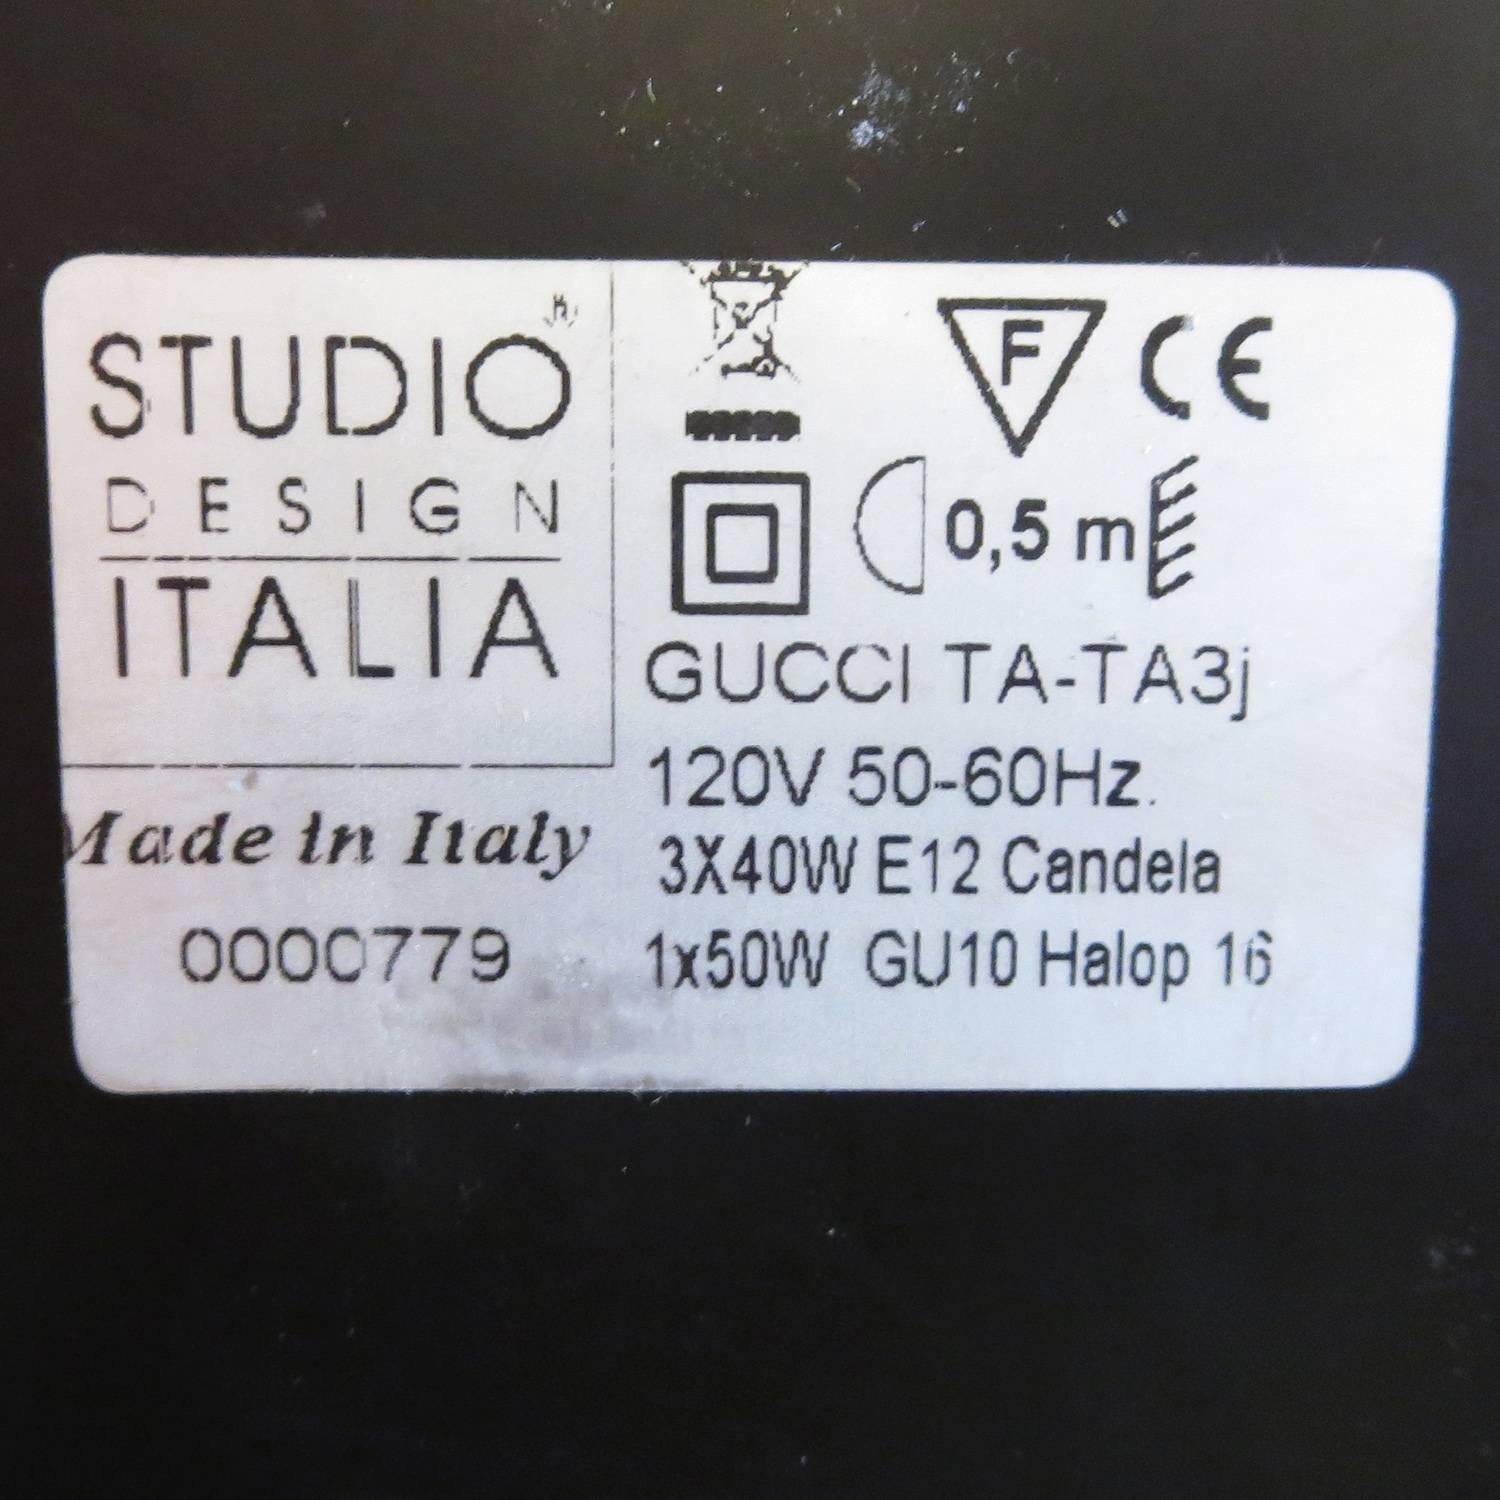 STUDIO®
DESIGN
ITALIA
Made in Italy
0000779
F CE
0,5 m
GUCCI TA-TA3j
120V 50-60Hz.
3X40W E12 Candela
1x50W GU10 Halop 16